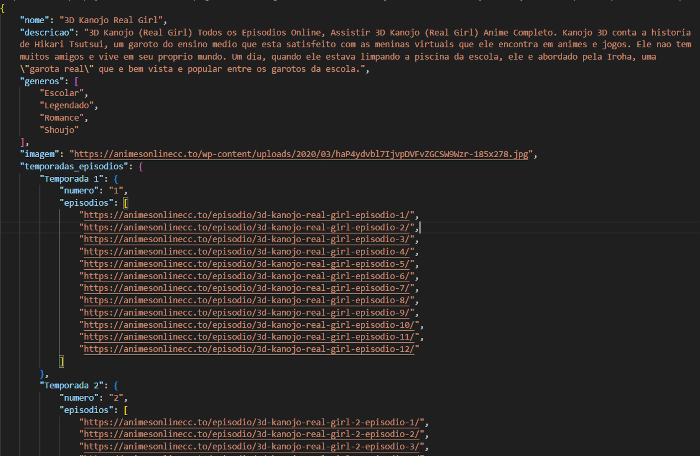 {
"nome": "3D Kanojo Real Girl",
"descricao": "3D Kanojo (Real Girl) Todos os Episodios Online, Assistir 3D Kanojo (Real Girl) Anime Completo. Kanojo 3D conta a historia
de Hikari Tsutsui, um garoto do ensino medio que esta satisfeito com as meninas virtuais que ele encontra em animes e jogos. Ele nao tem
muitos amigos e vive em seu proprio mundo. Um dia, quando ele estava limpando a piscina da escola, ele e abordado pela Iroha, uma
\"garota real\" que e bem vista e popular entre os garotos da escola.",
"generos": [
"Escolar",
"Legendado",
"Romance",
"Shoujo"
],
"imagem": "https://animesonlinecc.to/wp-content/uploads/2020/03/haP4ydvbl7IjvpDVFvZGCSW9Wzr-185x278.jpg",
"temporadas_episodios": {
"Temporada 1": {
"numero": "1",
"episodios": [
"https://animesonlinecc.to/episodio/3d-kanojo-real-girl-episodio-1/",
"https://animesonlinecc.to/episodio/3d-kanojo-real-girl-episodio-2/",
"https://animesonlinecc.to/episodio/3d-kanojo-real-girl-episodio-3/",
"https://animesonlinecc.to/episodio/3d-kanojo-real-girl-episodio-4/",
"https://animesonlinecc.to/episodio/3d-kanojo-real-girl-episodio-5/",
"https://animesonlinecc.to/episodio/3d-kanojo-real-girl-episodio-6/",
"https://animesonlinecc.to/episodio/3d-kanojo-real-girl-episodio-7/",
"https://animesonlinecc.to/episodio/3d-kanojo-real-girl-episodio-8/",
"https://animesonlinecc.to/episodio/3d-kanojo-real-girl-episodio-9/",
"https://animesonlinecc.to/episodio/3d-kanojo-real-girl-episodio-10/",
"https://animesonlinecc.to/episodio/3d-kanojo-real-girl-episodio-11/",
"https://animesonlinecc.to/episodio/3d-kanojo-real-girl-episodio-12/"
]
},
"Temporada 2": {
"numero": "2",
"episodios": [
"https://animesonlinecc.to/episodio/3d-kanojo-real-girl-2-episodio-1/",
"https://animesonlinecc.to/episodio/3d-kanojo-real-girl-2-episodio-2/",
"https://animesonlinecc.to/episodio/3d-kanojo-real-girl-2-episodio-3/",